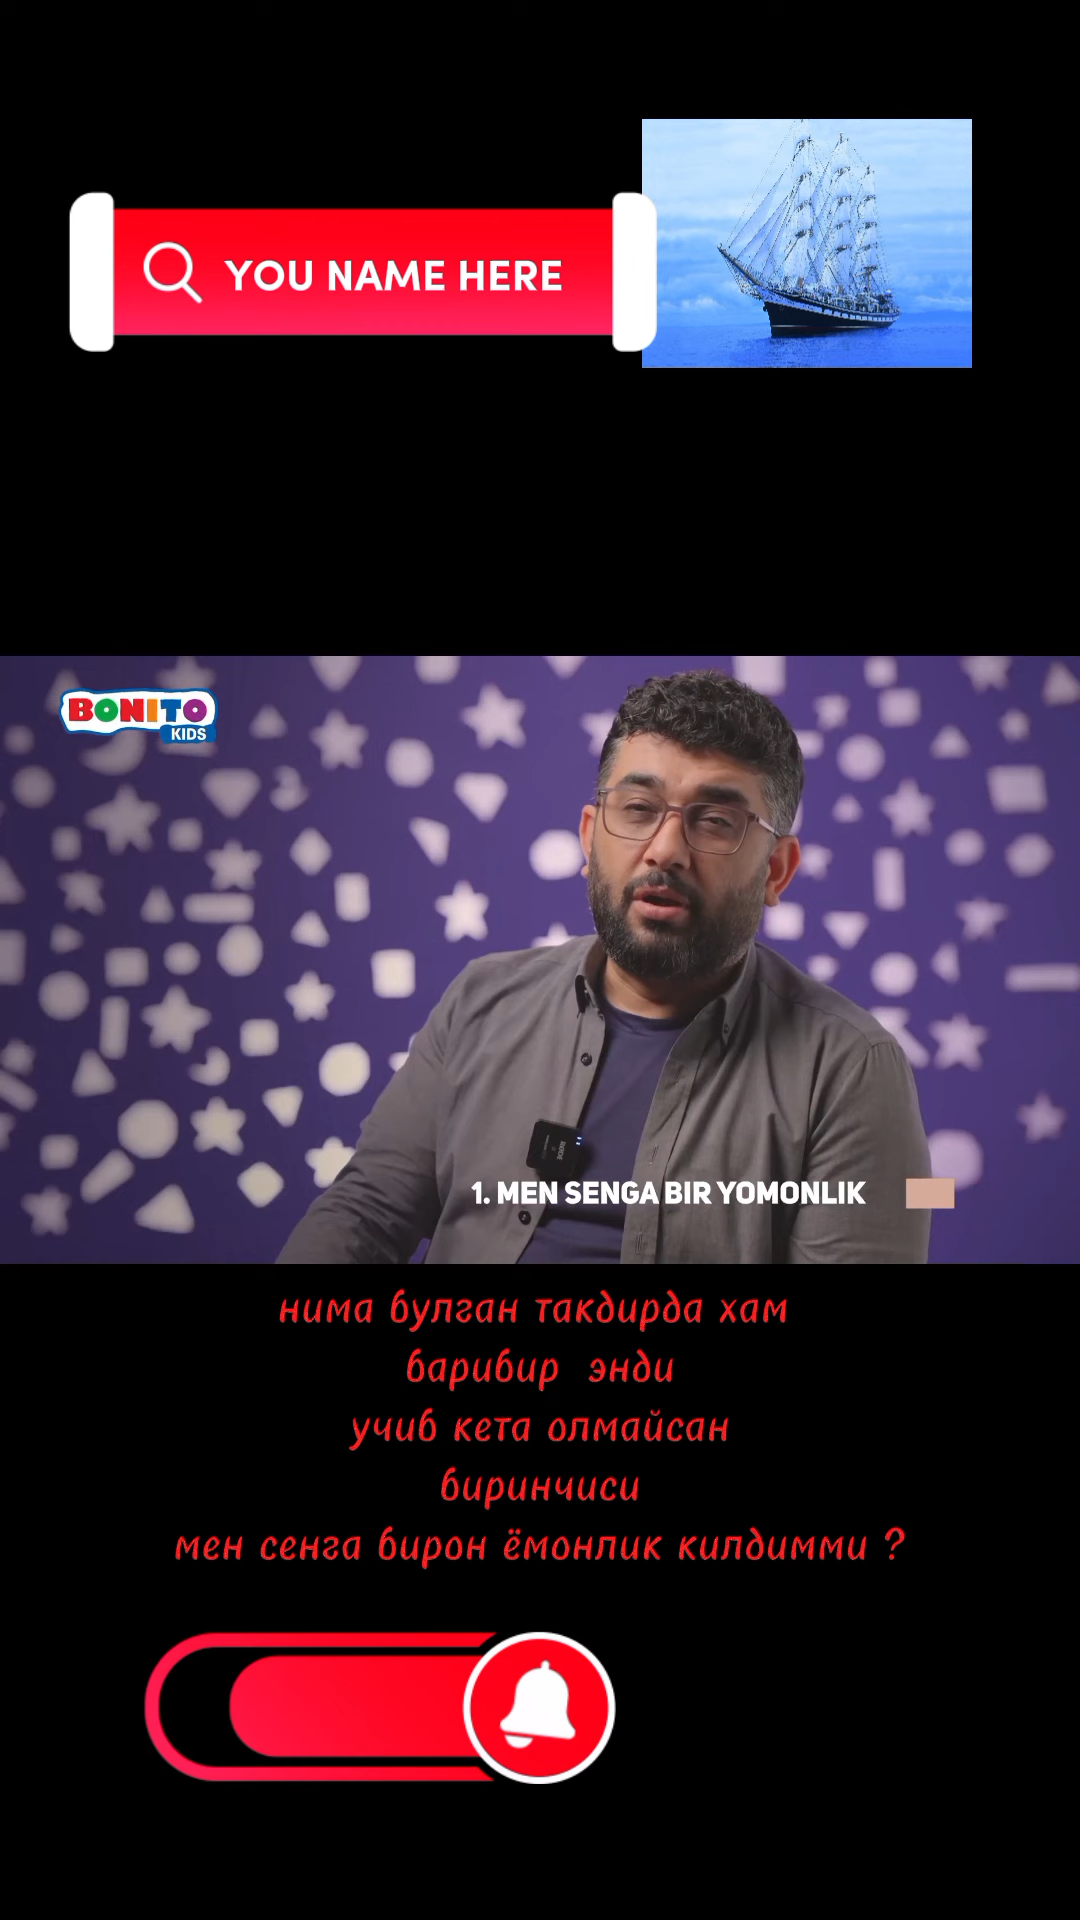 YOU NAME HERE
BONITO
KIDS
1. MEN SENGA BIR YOMONLIK
нима булган такдирда хам
барибир энди
учиб кета олмайсан
биринчиси
мен сенга бирон ёмонлик килдимми ?